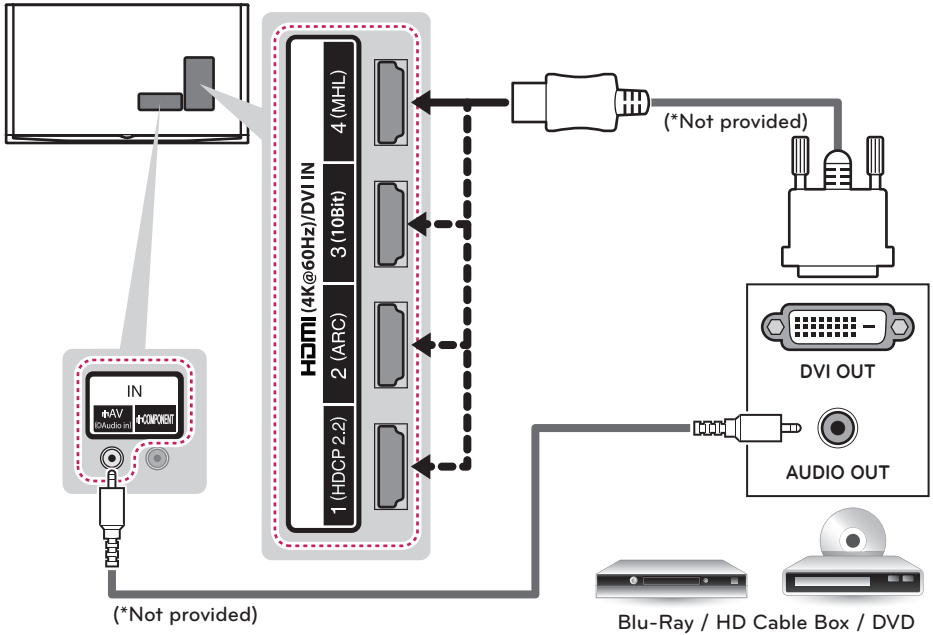 HDMI (4K@60Hz)/DVI IN
4 (MHL)
3 (10Bit)
2 (ARC)
1 (HDCP 2.2)
(*Not provided)
DVI OUT
AUDIO OUT
IN
AV
(Audio in)
COMPONENT
(*Not provided)
Blu-Ray / HD Cable Box / DVD